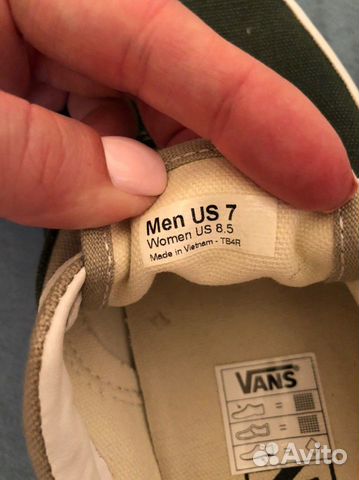 Men US 7
Women US 8.5
Made in Vietnam - TB4R
VANS
=
=
=
Avito